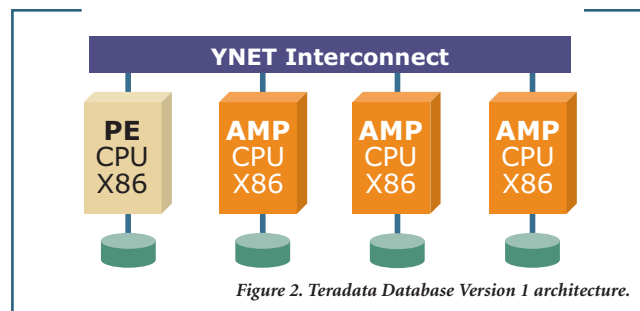 YNET Interconnect
PE
CPU
X86
AMP
CPU
X86
AMP
CPU
X86
AMP
CPU
X86
Figure 2. Teradata Database Version 1 architecture.